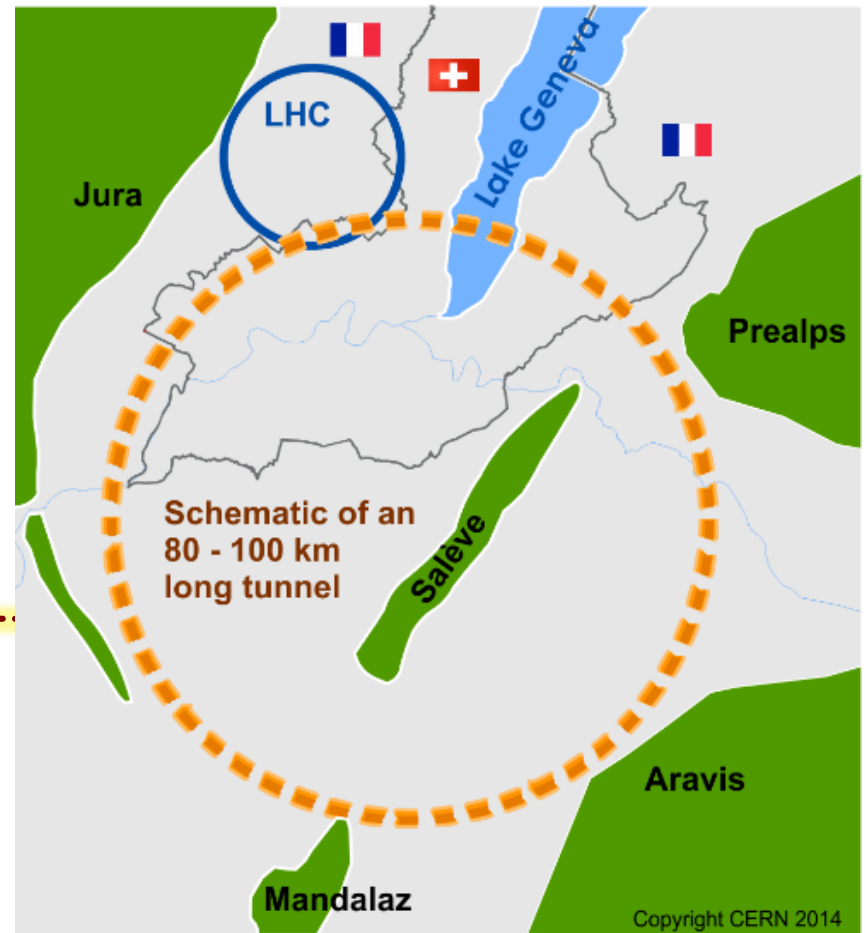 LHC
Lake Geneva
Jura
Prealps
Schematic of an
80 - 100 km
long tunnel
Salève
Aravis
Mandalaz
Copyright CERN 2014